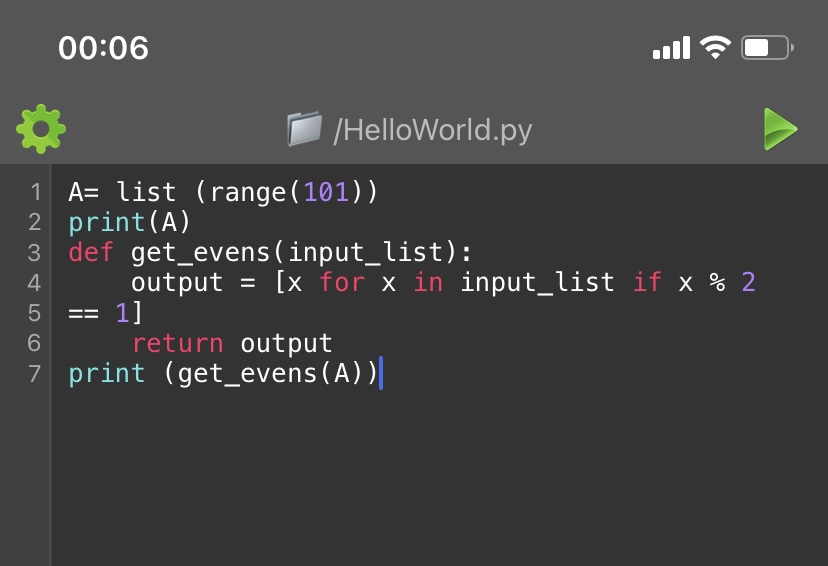 00:06
/HelloWorld.py
1 A= list (range(101))
2 print(A)
3 def get_evens(input_list):
4     output = [x for x in input_list if x % 2
5 == 1]
6     return output
7 print (get_evens(A))